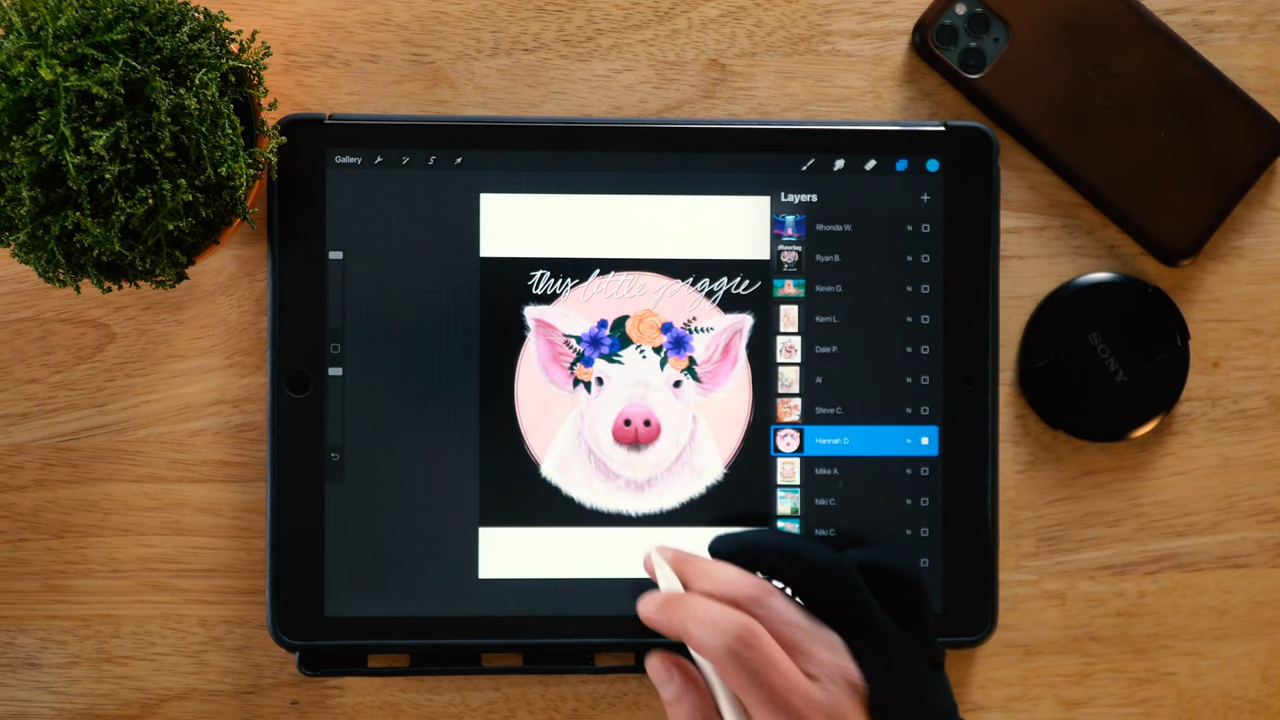 Gallery
Layers
this little piggie
Rhonda W. N
Ryan B. N
Kevin G. N
Kerri L. N
Dale P. N
Al N
Steve C. N
Hannah D N
Mike A. N
Niki C. N
Niki C. N
SONY